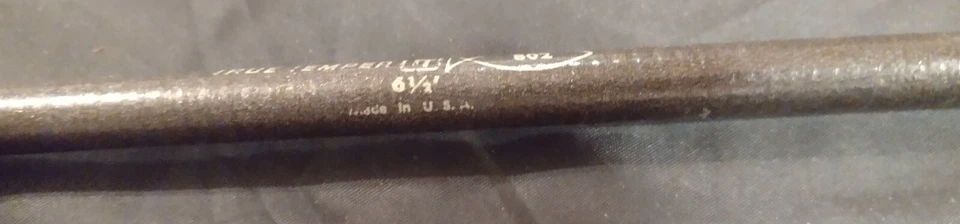 TRUE TEMPER
802
6½'
Made in U.S.A.